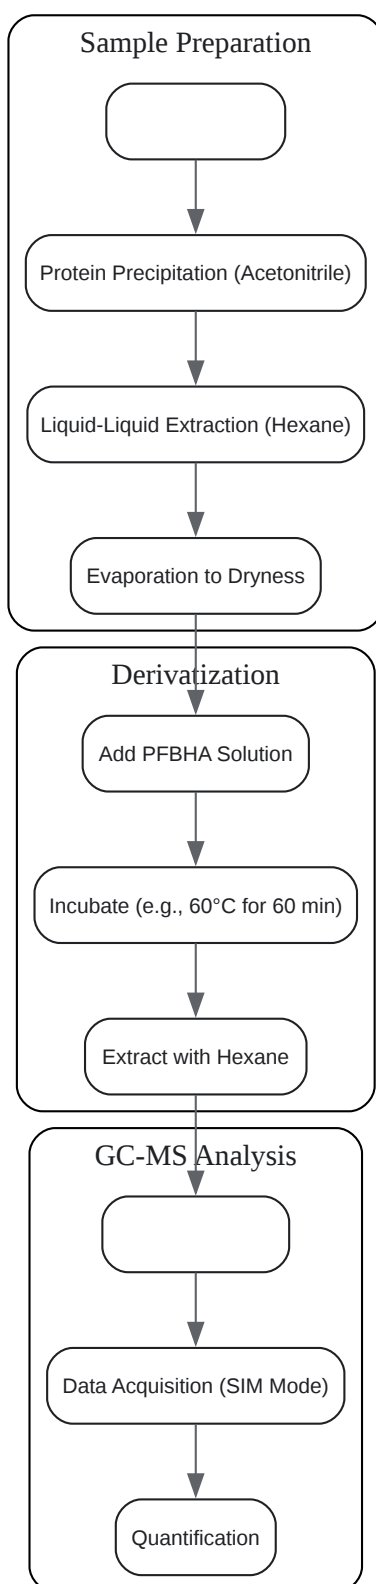 Sample Preparation
Protein Precipitation (Acetonitrile)
Liquid-Liquid Extraction (Hexane)
Evaporation to Dryness
Derivatization
Add PFBHA Solution
Incubate (e.g., 60°C for 60 min)
Extract with Hexane
GC-MS Analysis
Data Acquisition (SIM Mode)
Quantification